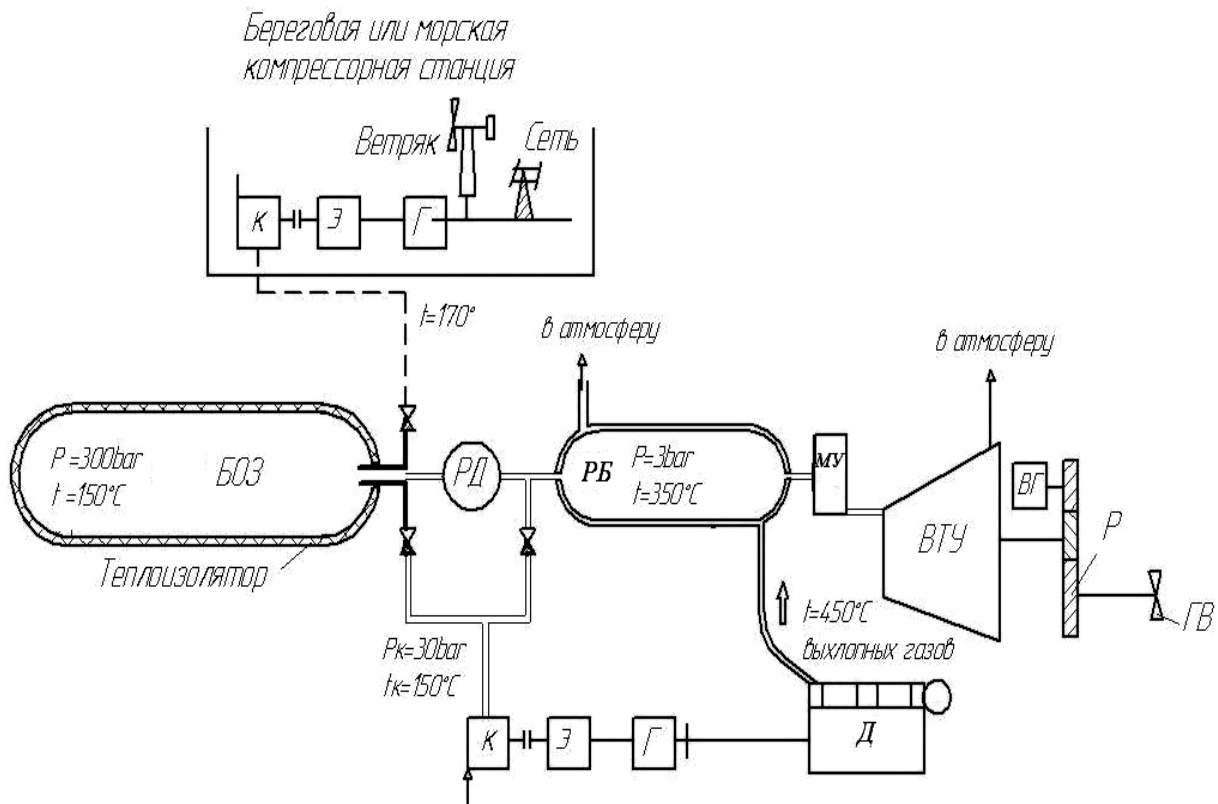 Береговая или морская
компрессорная станция
Ветряк
Сеть
К
Э
Г
t=170°
в атмосферу
в атмосферу
P=300bar
t=150°C
БОЗ
РД
РБ
P=3bar
t=350°C
МУ
ВТУ
ВГ
Р
ГВ
Теплоизолятор
t=450°C
выхлопных газов
Pк=30bar
tк=150°C
К
Э
Г
Д